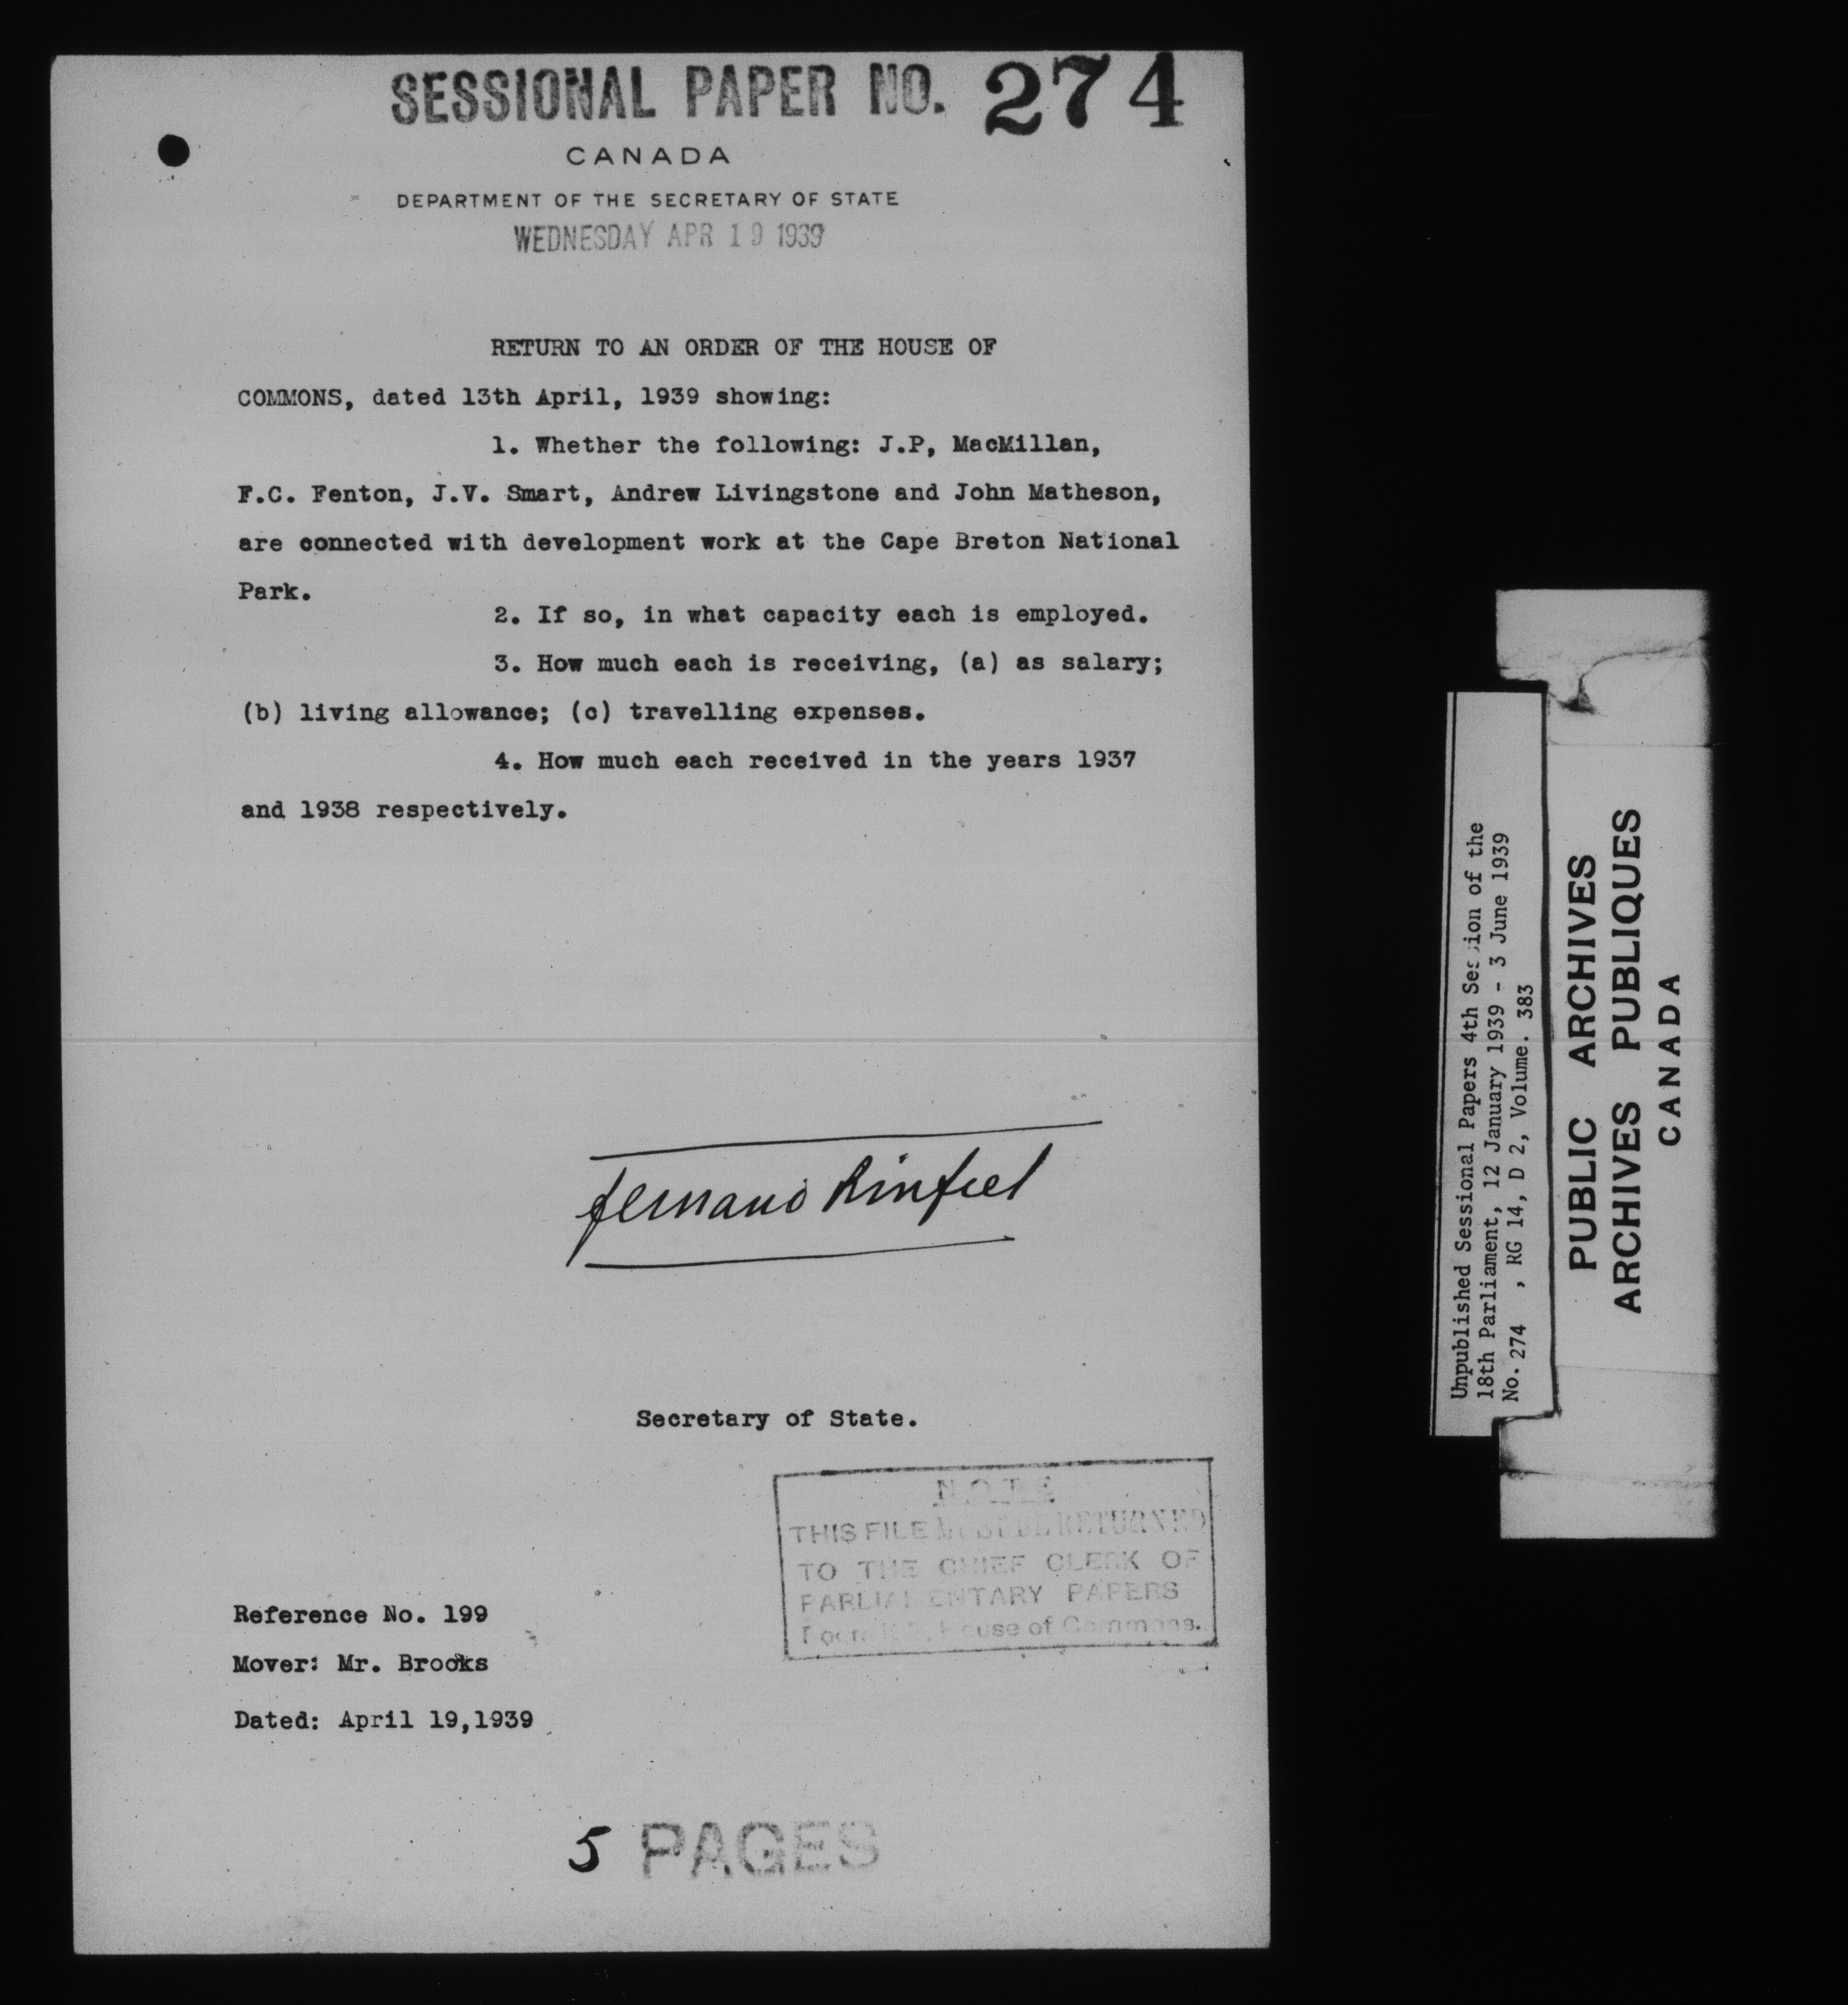 SESSIONAL PAPER NO. 274
CANADA
DEPARTMENT OF THE SECRETARY OF STATE
WEDNESDAY APR 19 1939
RETURN TO AN ORDER OF THE HOUSE OF
COMMONS, dated 13th April, 1939 showing:
1. Whether the following: J.P, MacMillan,
F.C. Fenton, J.V. Smart, Andrew Livingstone and John Matheson,
are connected with development work at the Cape Breton National
Park.
2. If so, in what capacity each is employed.
3. How much each is receiving, (a) as salary;
(b) living allowance; (c) travelling expenses.
4. How much each received in the years 1937
and 1938 respectively.
Fernand Rinfret
Secretary of State.
NOTE
THIS FILE MUST BE RETURNED
TO THE CHIEF CLERK OF
PARLIAMENTARY PAPERS
Room House of Commons.
Reference No. 199
Mover: Mr. Brooks
Dated: April 19,1939
5 PAGES
Unpublished Sessional Papers 4th Session of the
18th Parliament, 12 January 1939 - 3 June 1939
No. 274 , RG 14, D 2, Volume. 383
PUBLIC ARCHIVES
ARCHIVES PUBLIQUES
CANADA